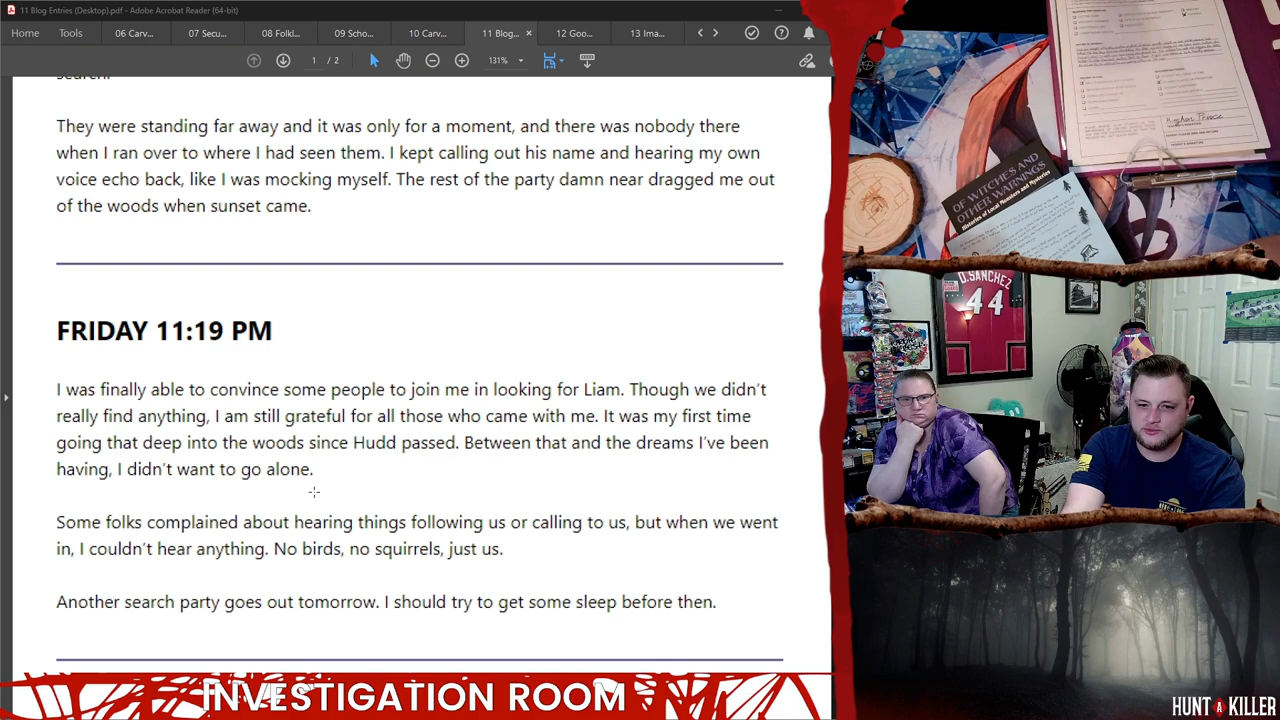 11 Blog Entries (Desktop).pdf - Adobe Acrobat Reader (64-bit)
Home
Tools
06 Carv...
07 Secu...
08 Folkl...
09 Scho...
10 Carv...
11 Blog...
12 Goo...
13 Ima...
1 / 2
131%
search.
They were standing far away and it was only for a moment, and there was nobody there
when I ran over to where I had seen them. I kept calling out his name and hearing my own
voice echo back, like I was mocking myself. The rest of the party damn near dragged me out
of the woods when sunset came.
FRIDAY 11:19 PM
I was finally able to convince some people to join me in looking for Liam. Though we didn't
really find anything, I am still grateful for all those who came with me. It was my first time
going that deep into the woods since Hudd passed. Between that and the dreams I've been
having, I didn't want to go alone.
Some folks complained about hearing things following us or calling to us, but when we went
in, I couldn't hear anything. No birds, no squirrels, just us.
Another search party goes out tomorrow. I should try to get some sleep before then.
INVESTIGATION ROOM
OF WITCHES AND
OTHER WARNINGS
Histories of Local Monsters and Mysteries
D.SANCHEZ
44
HUNT A KILLER